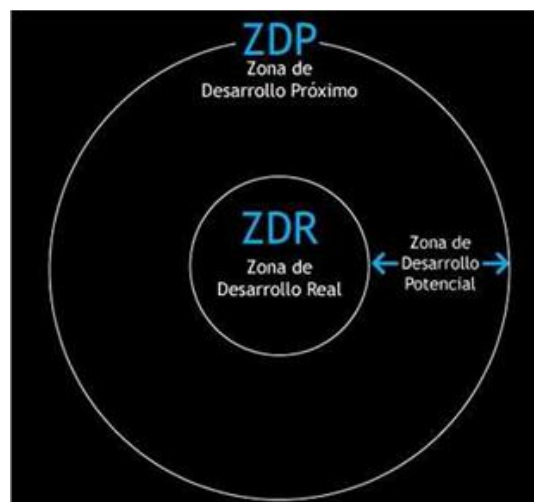 ZDP
Zona de
Desarrollo Próximo
ZDR
Zona de
Desarrollo Real
Zona de
Desarrollo
Potencial